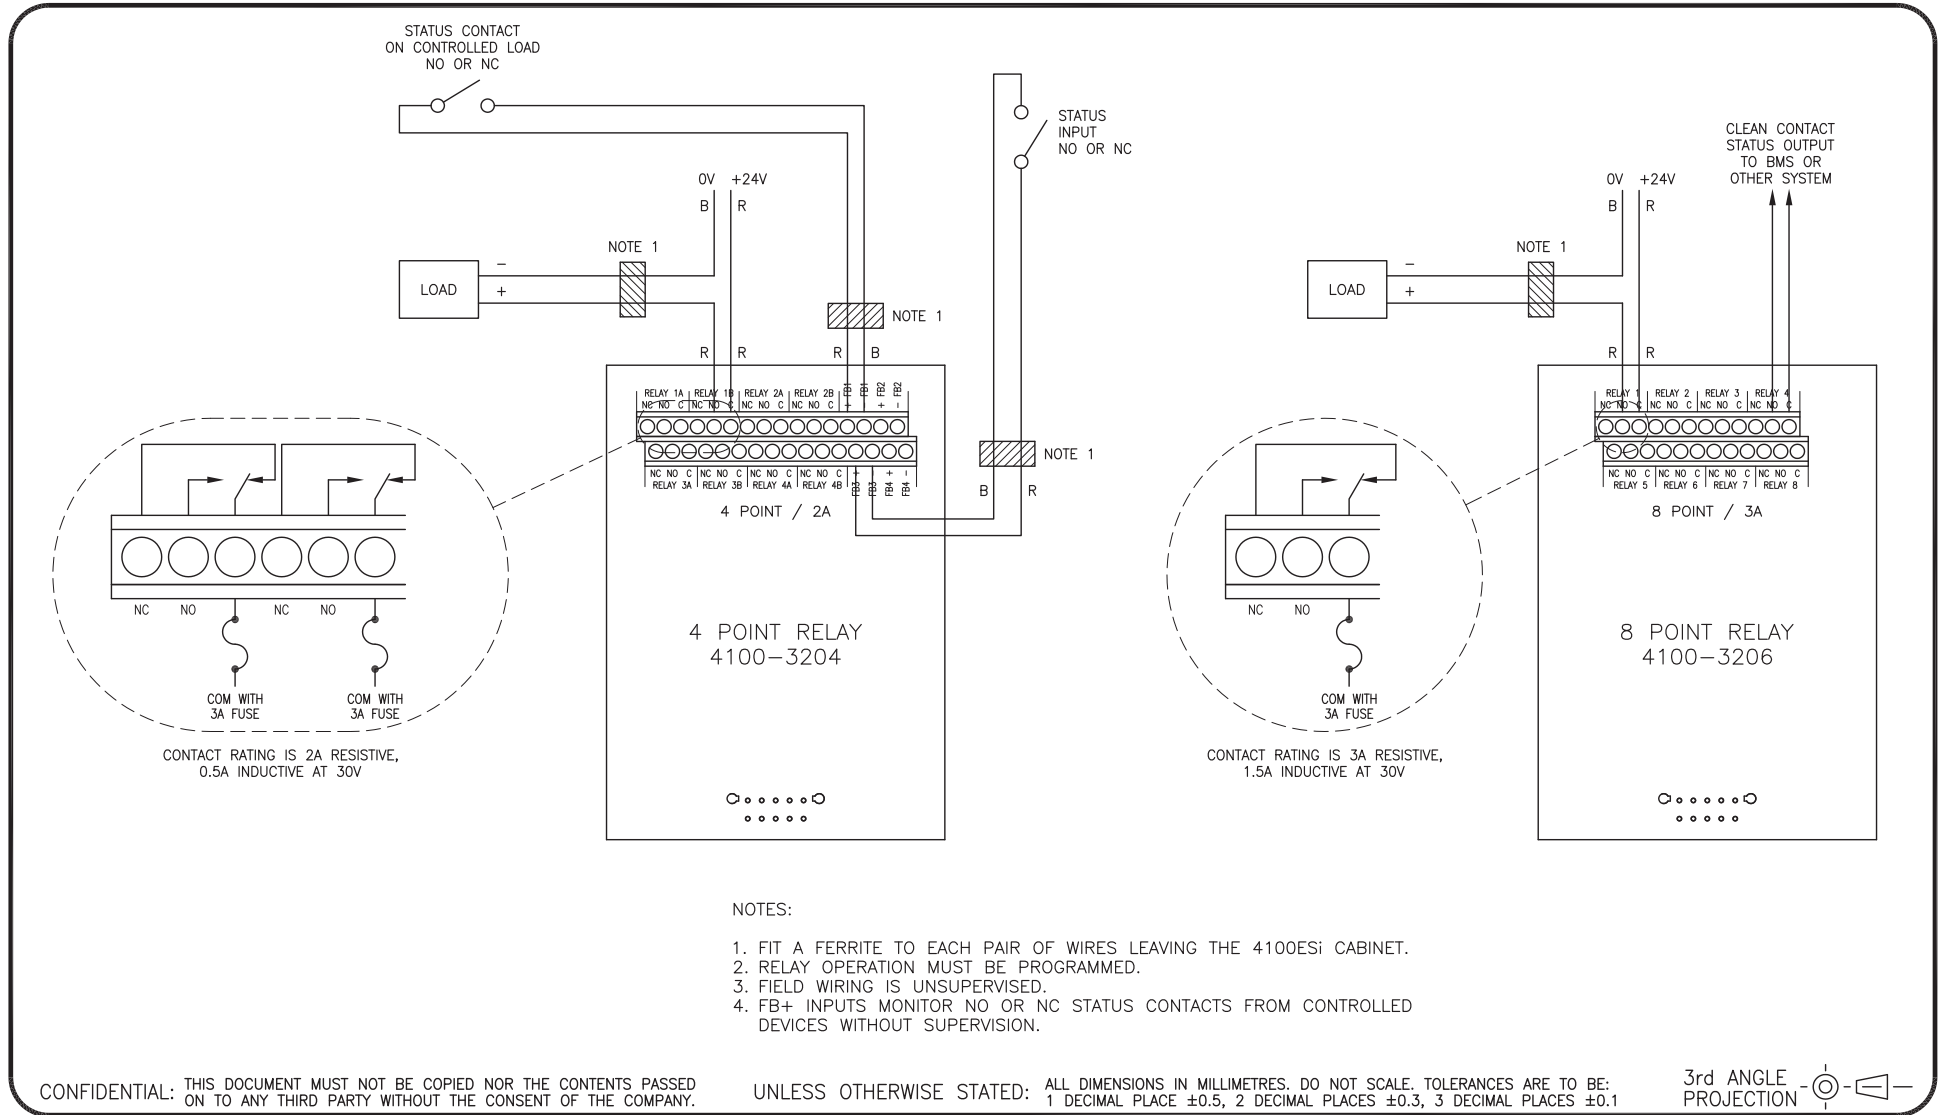 STATUS CONTACT
ON CONTROLLED LOAD
NO OR NC
STATUS
INPUT
NO OR NC
CLEAN CONTACT
STATUS OUTPUT
TO BMS OR
OTHER SYSTEM
0V +24V
B R
NOTE 1
LOAD
-
+
NOTE 1
R R
R B
0V +24V
B R
NOTE 1
LOAD
-
+
R R
RELAY 1A RELAY 1B RELAY 2A RELAY 2B FB1 FB1 FB2 FB2
NC NO C NC NO C NC NO C NC NO C + - + -
NC NO C NC NO C NC NO C NC NO C FB3 + FB3 - FB4 + FB4 -
RELAY 3A RELAY 3B RELAY 4A RELAY 4B
4 POINT / 2A
NOTE 1
B R
RELAY 1 RELAY 2 RELAY 3 RELAY 4
NC NO C NC NO C NC NO C NC NO C
NC NO C NC NO C NC NO C NC NO C
RELAY 5 RELAY 6 RELAY 7 RELAY 8
8 POINT / 3A
NC NO NC NO
COM WITH
3A FUSE
COM WITH
3A FUSE
CONTACT RATING IS 2A RESISTIVE,
0.5A INDUCTIVE AT 30V
4 POINT RELAY
4100-3204
NC NO
COM WITH
3A FUSE
CONTACT RATING IS 3A RESISTIVE,
1.5A INDUCTIVE AT 30V
8 POINT RELAY
4100-3206
NOTES:
1. FIT A FERRITE TO EACH PAIR OF WIRES LEAVING THE 4100ESi CABINET.
2. RELAY OPERATION MUST BE PROGRAMMED.
3. FIELD WIRING IS UNSUPERVISED.
4. FB+ INPUTS MONITOR NO OR NC STATUS CONTACTS FROM CONTROLLED
DEVICES WITHOUT SUPERVISION.
CONFIDENTIAL: THIS DOCUMENT MUST NOT BE COPIED NOR THE CONTENTS PASSED
ON TO ANY THIRD PARTY WITHOUT THE CONSENT OF THE COMPANY.
UNLESS OTHERWISE STATED: ALL DIMENSIONS IN MILLIMETRES. DO NOT SCALE. TOLERANCES ARE TO BE:
1 DECIMAL PLACE ±0.5, 2 DECIMAL PLACES ±0.3, 3 DECIMAL PLACES ±0.1
3rd ANGLE
PROJECTION